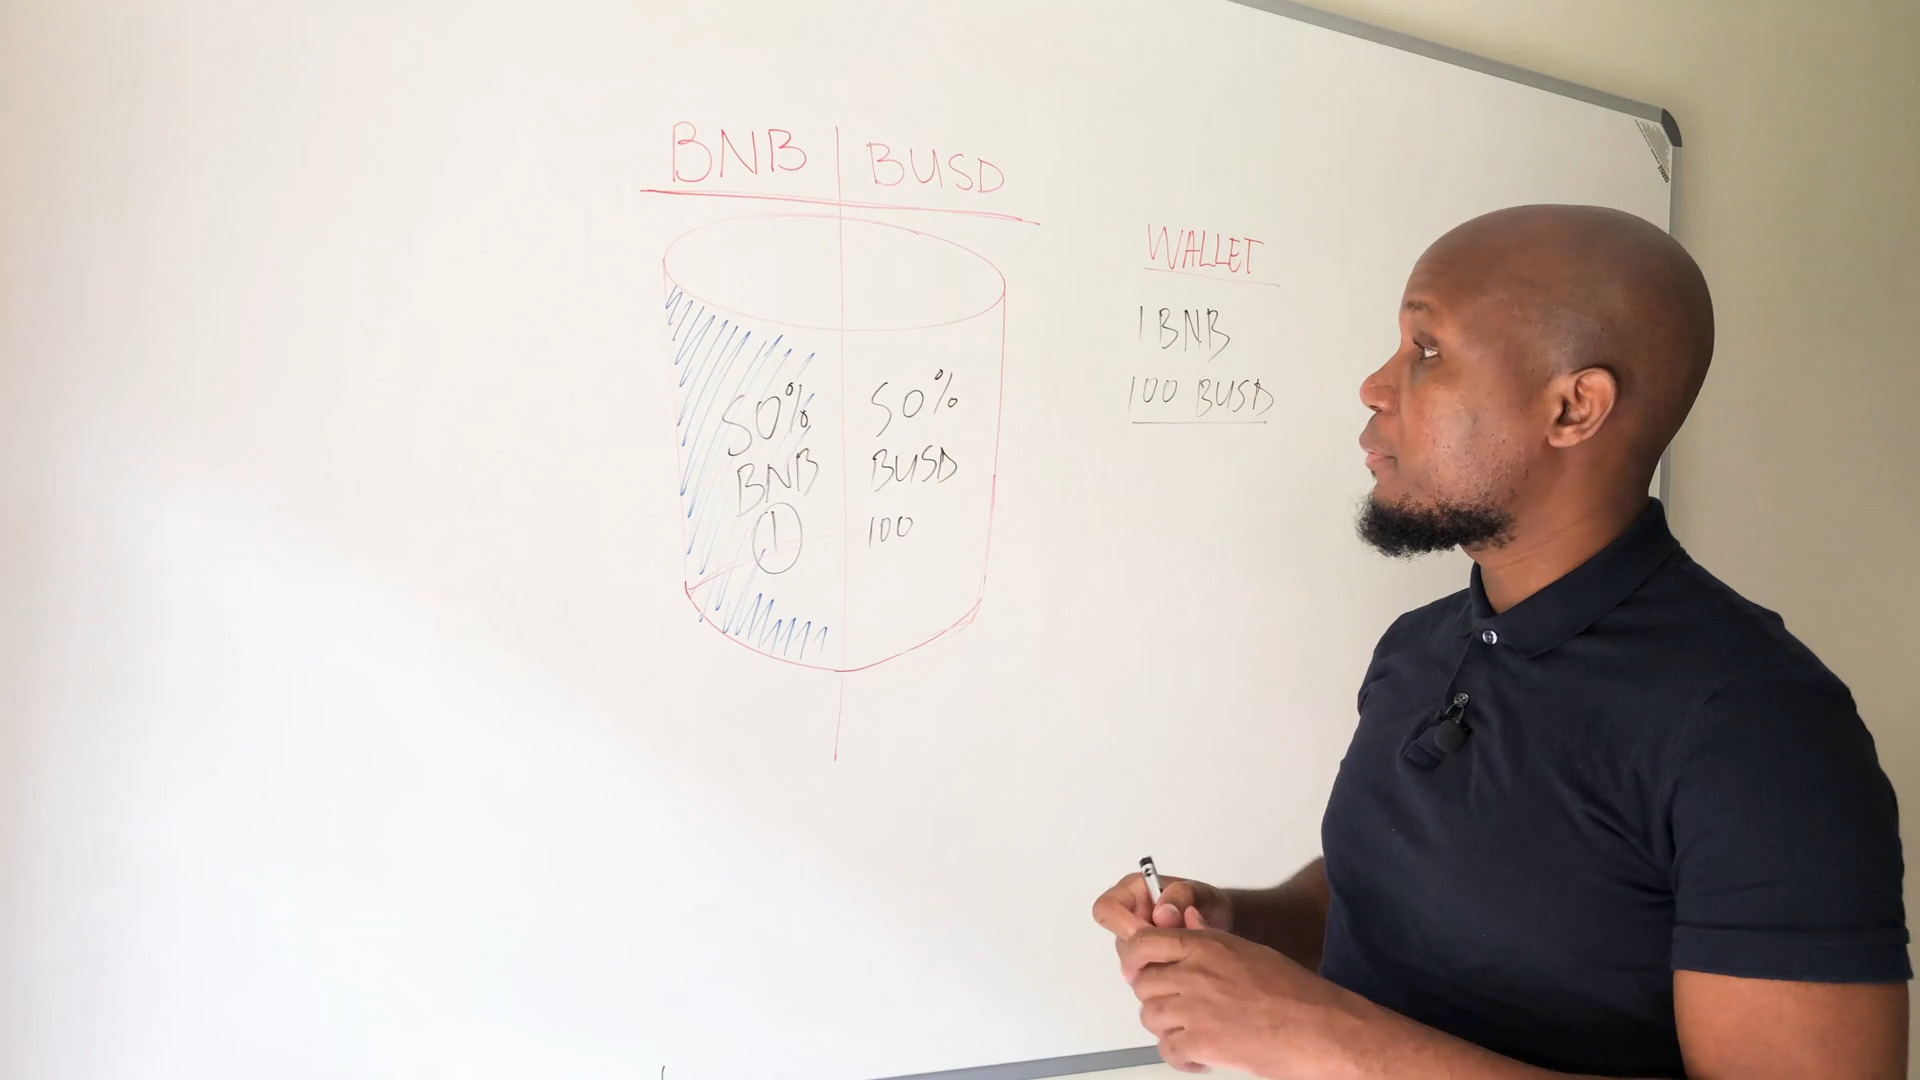 BNB | BUSD
50% 50%
BNB BUSD
1 100
WALLET
1 BNB
100 BUSD